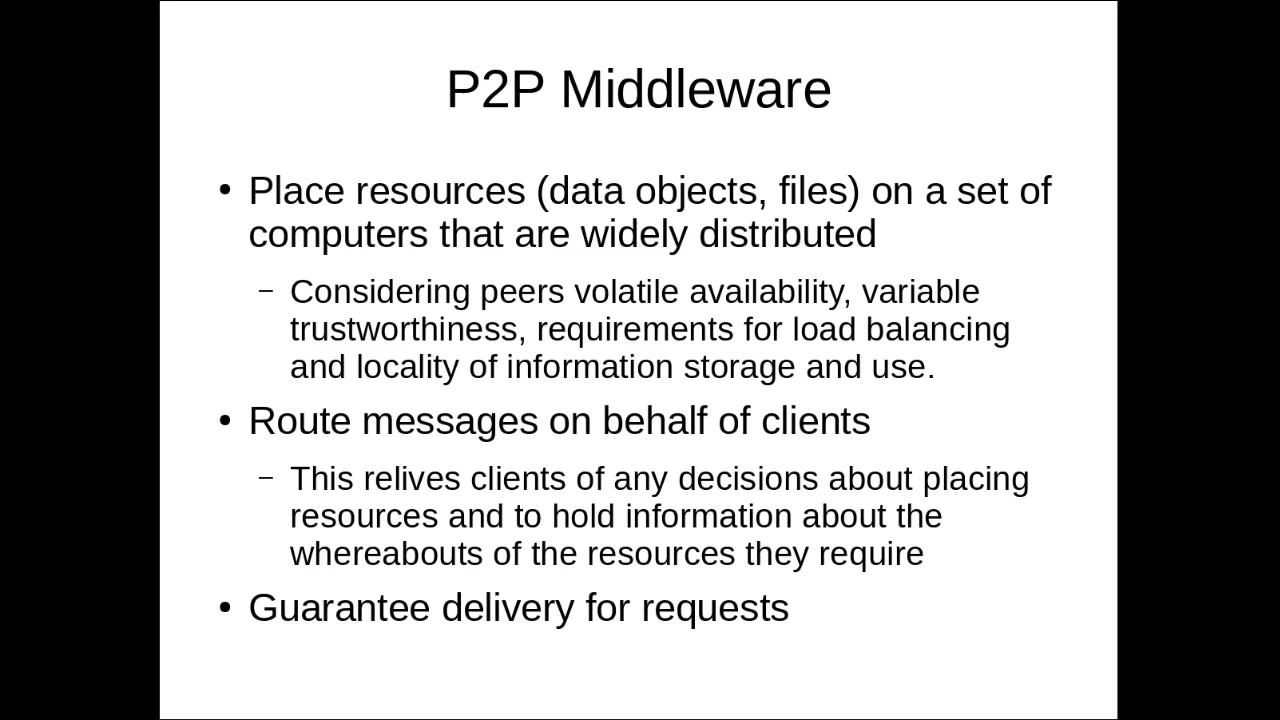 P2P Middleware
• Place resources (data objects, files) on a set of
computers that are widely distributed
– Considering peers volatile availability, variable
trustworthiness, requirements for load balancing
and locality of information storage and use.
• Route messages on behalf of clients
– This relives clients of any decisions about placing
resources and to hold information about the
whereabouts of the resources they require
• Guarantee delivery for requests